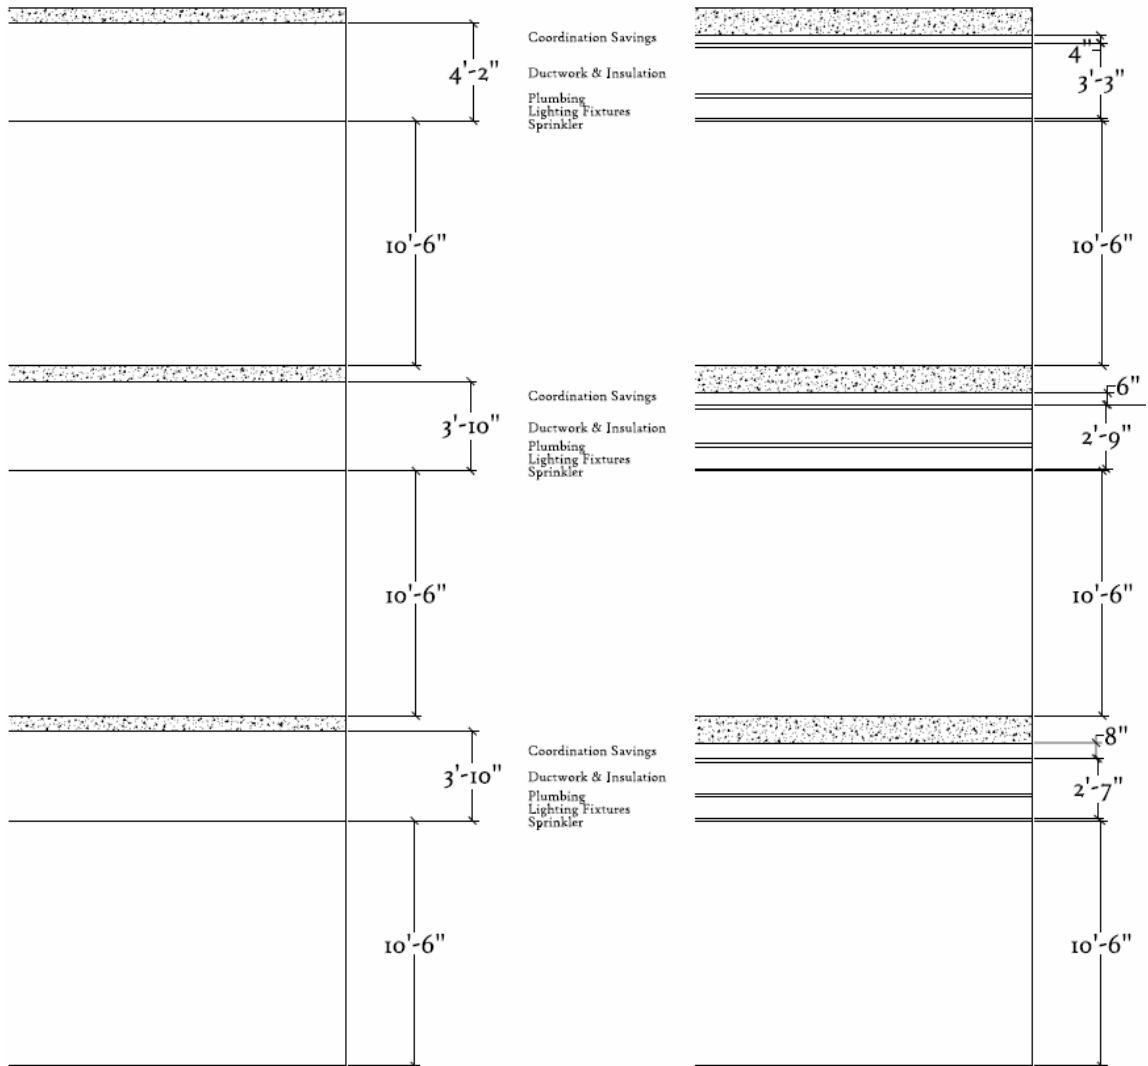 Coordination Savings
4"
4'-2"
Ductwork & Insulation
3'-3"
Plumbing
Lighting Fixtures
Sprinkler
10'-6"
10'-6"
6"
Coordination Savings
3'-10"
Ductwork & Insulation
2'-9"
Plumbing
Lighting Fixtures
Sprinkler
10'-6"
10'-6"
8"
Coordination Savings
3'-10"
Ductwork & Insulation
2'-7"
Plumbing
Lighting Fixtures
Sprinkler
10'-6"
10'-6"